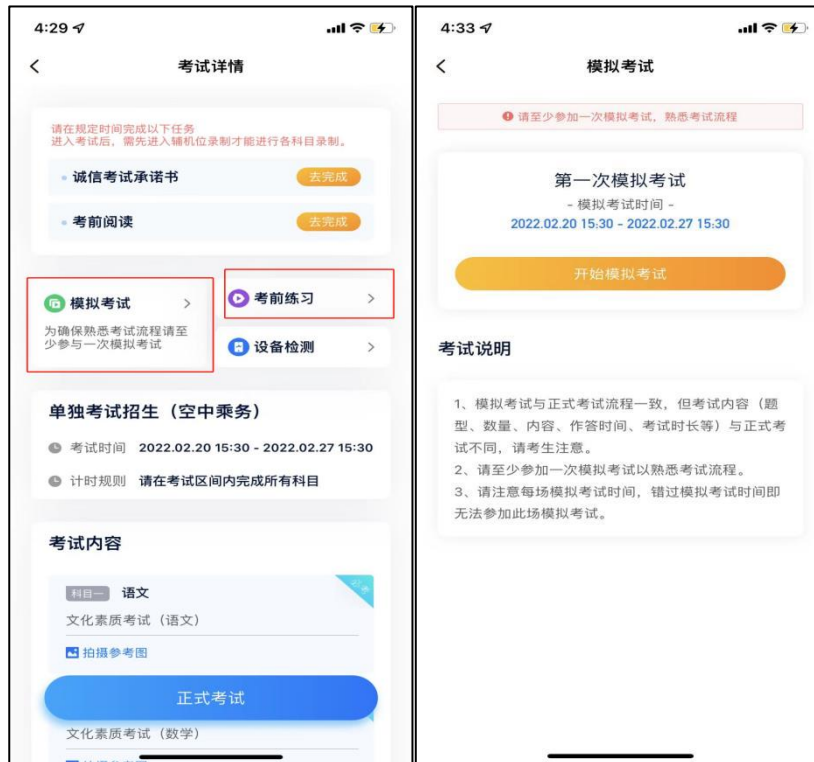 4:29
考试详情
请在规定时间完成以下任务
进入考试后，需先进入辅机位录制才能进行各科目录制。
诚信考试承诺书
去完成
考前阅读
去完成
模拟考试
为确保熟悉考试流程请至
少参与一次模拟考试
考前练习
设备检测
单独考试招生（空中乘务）
考试时间 2022.02.20 15:30 - 2022.02.27 15:30
计时规则 请在考试区间内完成所有科目
考试内容
科目一 语文
必考
文化素质考试（语文）
拍摄参考图
正式考试
文化素质考试（数学）
4:33
模拟考试
请至少参加一次模拟考试，熟悉考试流程
第一次模拟考试
- 模拟考试时间 -
2022.02.20 15:30 - 2022.02.27 15:30
开始模拟考试
考试说明
1、模拟考试与正式考试流程一致，但考试内容（题
型、数量、内容、作答时间、考试时长等）与正式考
试不同，请考生注意。
2、请至少参加一次模拟考试以熟悉考试流程。
3、请注意每场模拟考试时间，错过模拟考试时间即
无法参加此场模拟考试。